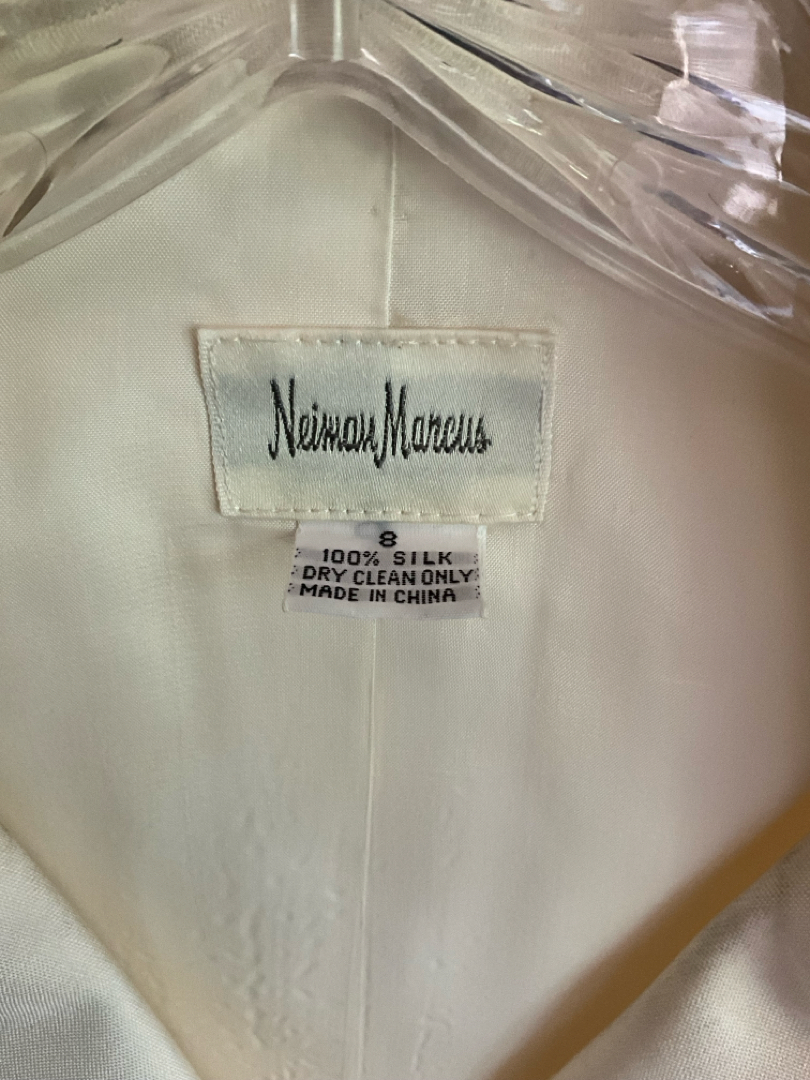 Neiman Marcus
8
100% SILK
DRY CLEAN ONLY
MADE IN CHINA